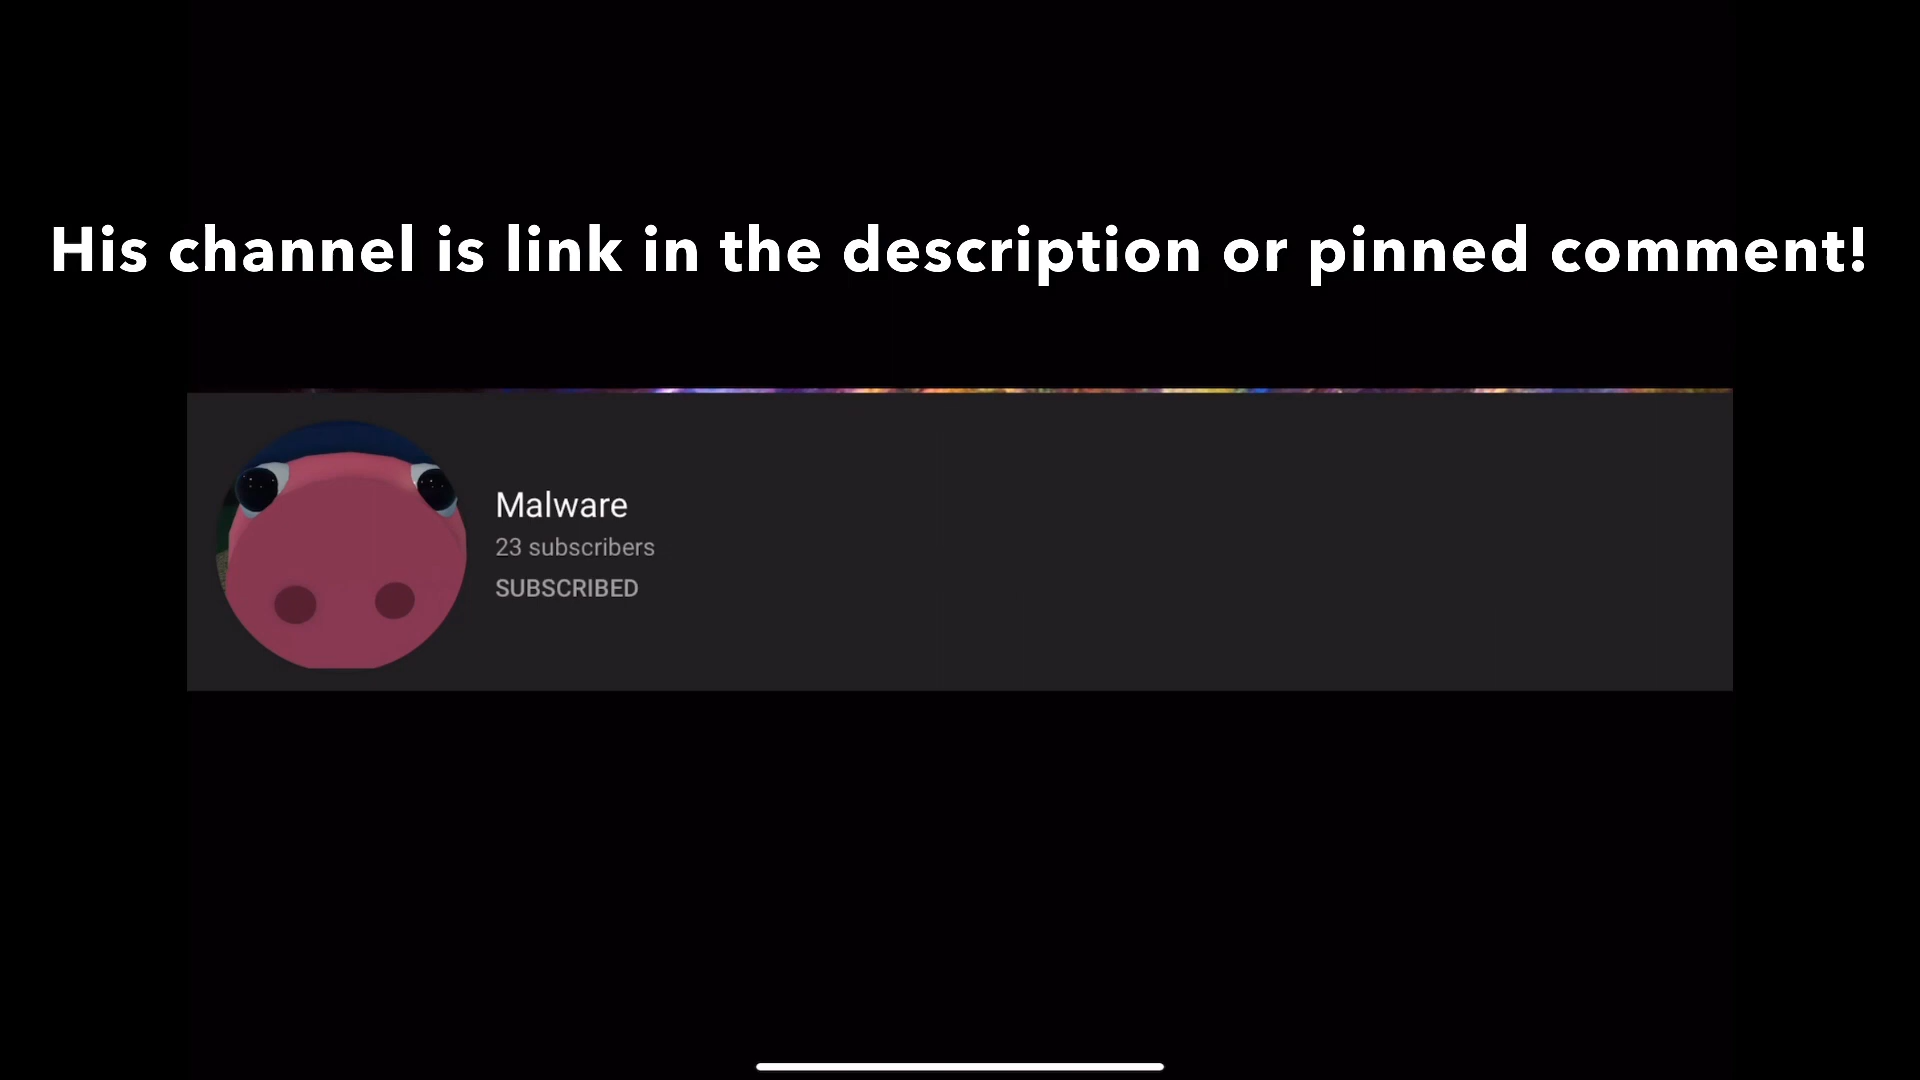 His channel is link in the description or pinned comment!
Malware
23 subscribers
SUBSCRIBED